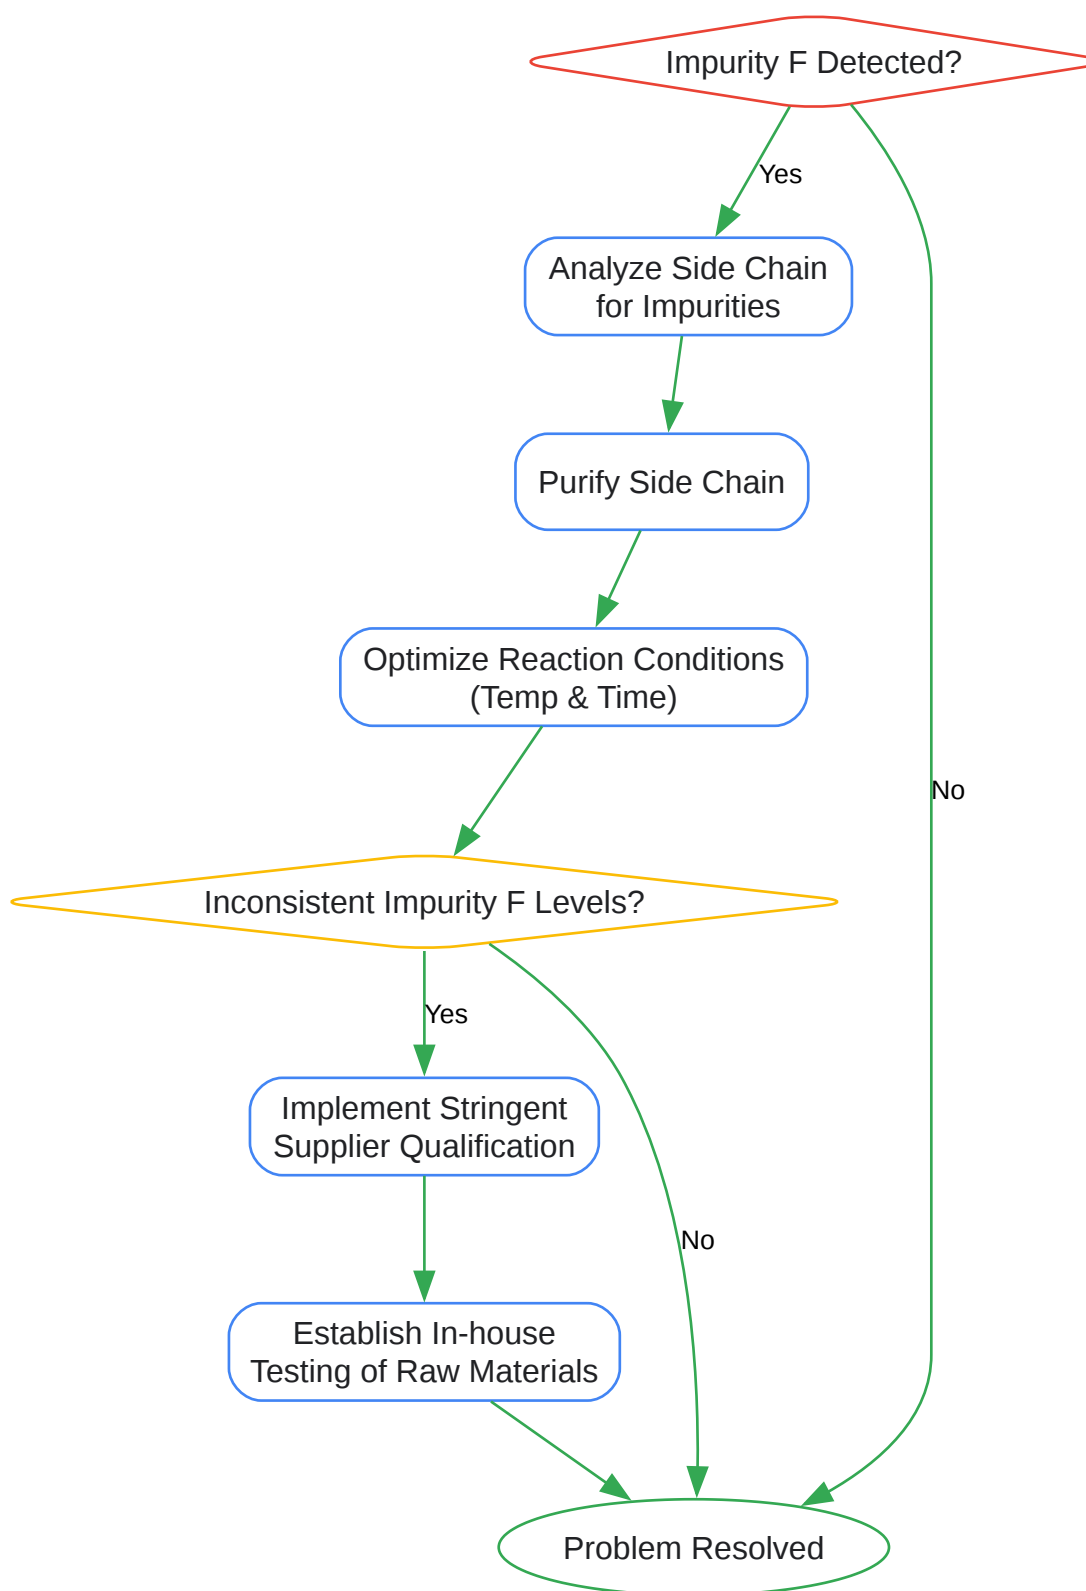 Impurity F Detected?
Yes
Analyze Side Chain
for Impurities
Purify Side Chain
Optimize Reaction Conditions
(Temp & Time)
No
Inconsistent Impurity F Levels?
Yes
Implement Stringent
Supplier Qualification
No
Establish In-house
Testing of Raw Materials
Problem Resolved